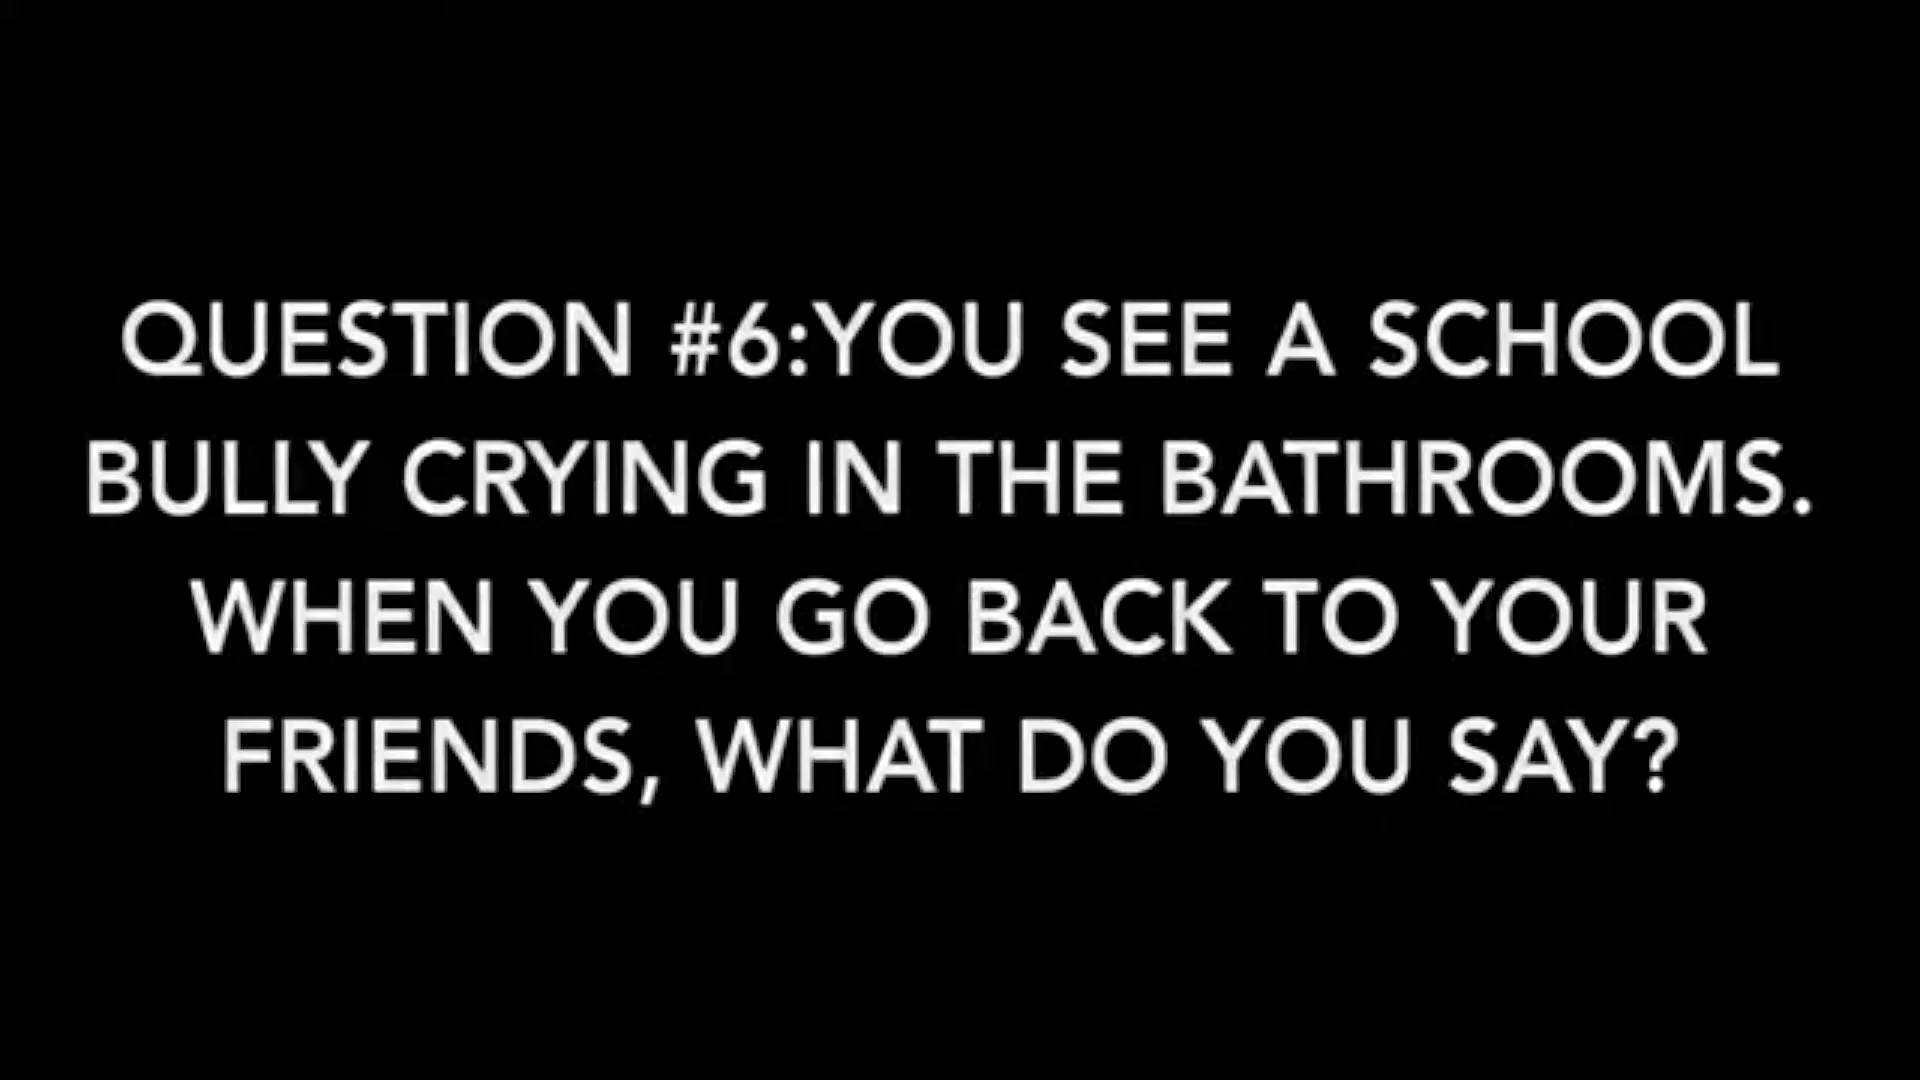 QUESTION #6:YOU SEE A SCHOOL
BULLY CRYING IN THE BATHROOMS.
WHEN YOU GO BACK TO YOUR
FRIENDS, WHAT DO YOU SAY?